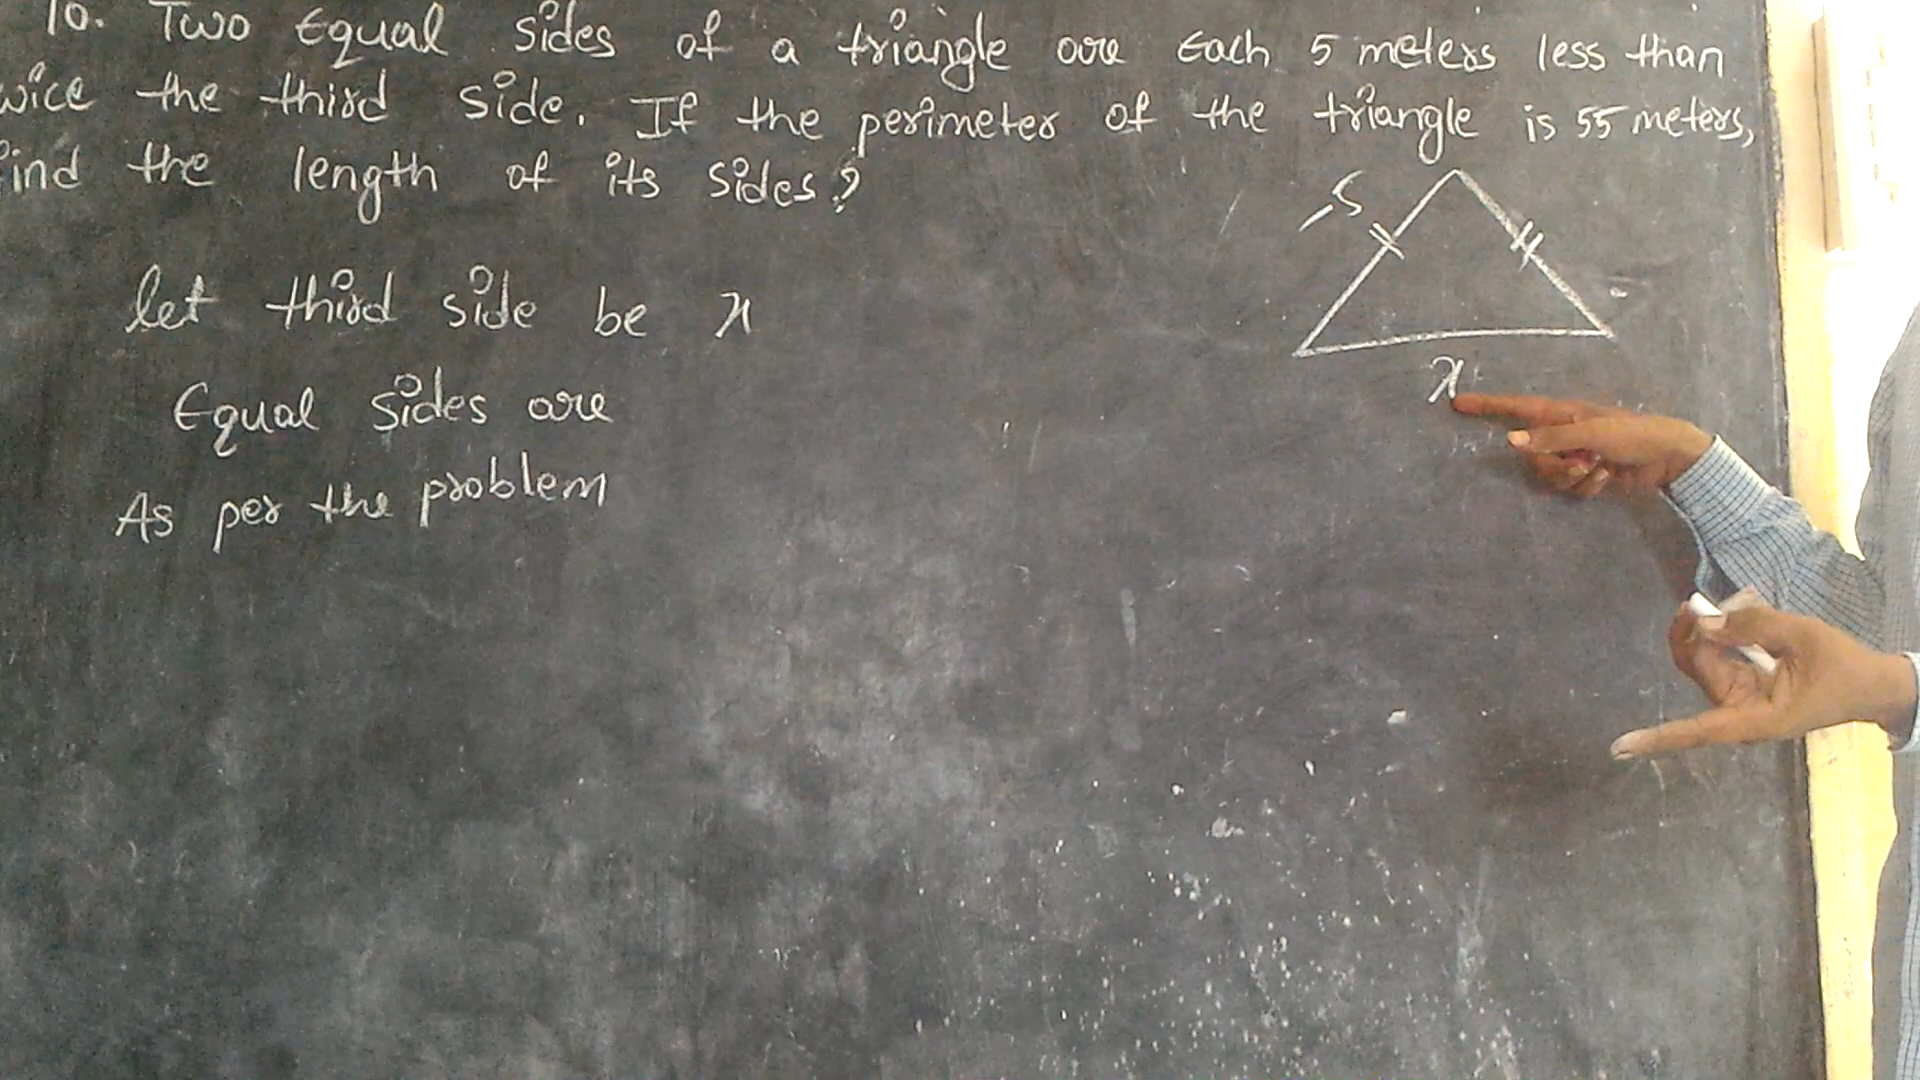 10. Two Equal sides of a triangle are Each 5 meters less than
wice the third side. If the perimeter of the triangle is 55 meters,
find the length of its sides?
-5
let third side be x
x
Equal sides are
As per the problem